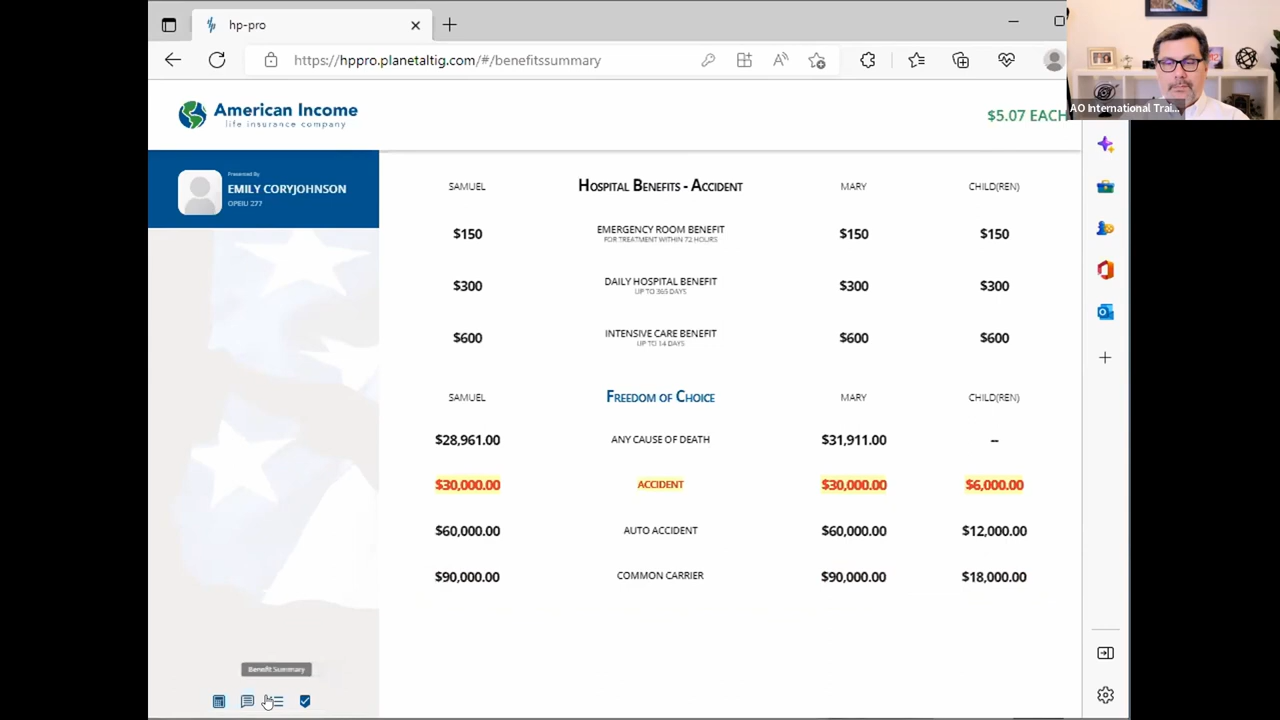 hp-pro
https://hppro.planetaltig.com/#/benefitssummary
AO International Trai...
American Income
life insurance company
$5.07 EACH
Presented By
EMILY CORYJOHNSON
OPEIU 277
SAMUEL HOSPITAL BENEFITS - ACCIDENT MARY CHILD(REN)
$150 EMERGENCY ROOM BENEFIT $150 $150
FOR TREATMENT WITHIN 72 HOURS
$300 DAILY HOSPITAL BENEFIT $300 $300
UP TO 365 DAYS
$600 INTENSIVE CARE BENEFIT $600 $600
UP TO 14 DAYS
SAMUEL FREEDOM OF CHOICE MARY CHILD(REN)
$28,961.00 ANY CAUSE OF DEATH $31,911.00 --
$30,000.00 ACCIDENT $30,000.00 $6,000.00
$60,000.00 AUTO ACCIDENT $60,000.00 $12,000.00
$90,000.00 COMMON CARRIER $90,000.00 $18,000.00
Benefit Summary